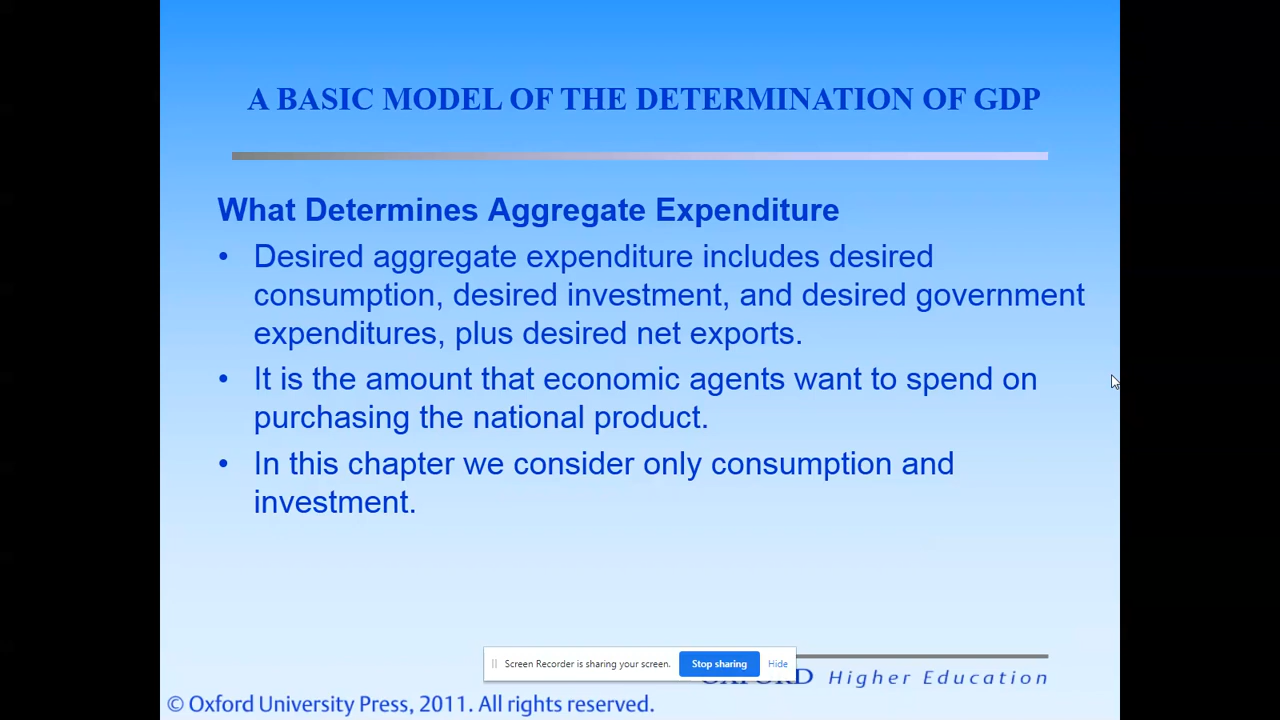 A BASIC MODEL OF THE DETERMINATION OF GDP
What Determines Aggregate Expenditure
• Desired aggregate expenditure includes desired
consumption, desired investment, and desired government
expenditures, plus desired net exports.
• It is the amount that economic agents want to spend on
purchasing the national product.
• In this chapter we consider only consumption and
investment.
Screen Recorder is sharing your screen. Stop sharing Hide
Higher Education
© Oxford University Press, 2011. All rights reserved.